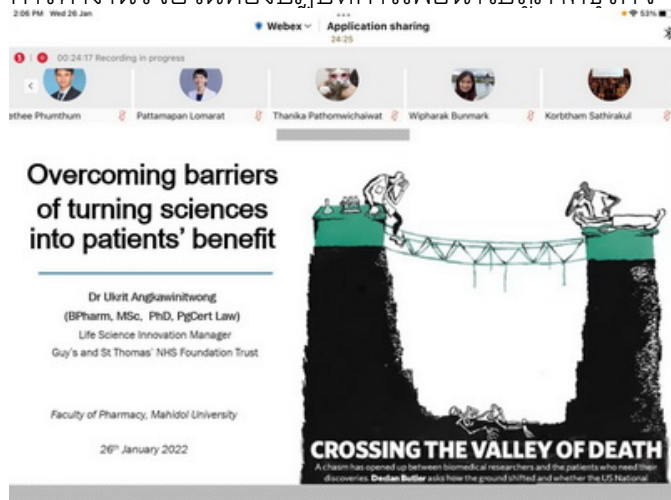 2:06 PM Wed 26 Jan
Webex
Application sharing
53%
24:25
00:24:17 Recording in progress
ethee Phumthum
Pattamapan Lomarat
Thanika Pathomwichaiwat
Wipharak Bunmark
Korbtham Sathirakul
Overcoming barriers
of turning sciences
into patients' benefit
Dr Ukrit Angkawinitwong
(BPharm, MSc, PhD, PgCert Law)
Life Science Innovation Manager
Guy's and St Thomas' NHS Foundation Trust
Faculty of Pharmacy, Mahidol University
26th January 2022
CROSSING THE VALLEY OF DEATH
A chasm has opened up between biomedical researchers and the patients who need their
discoveries. Declan Butler asks how the ground shifted and whether the US National